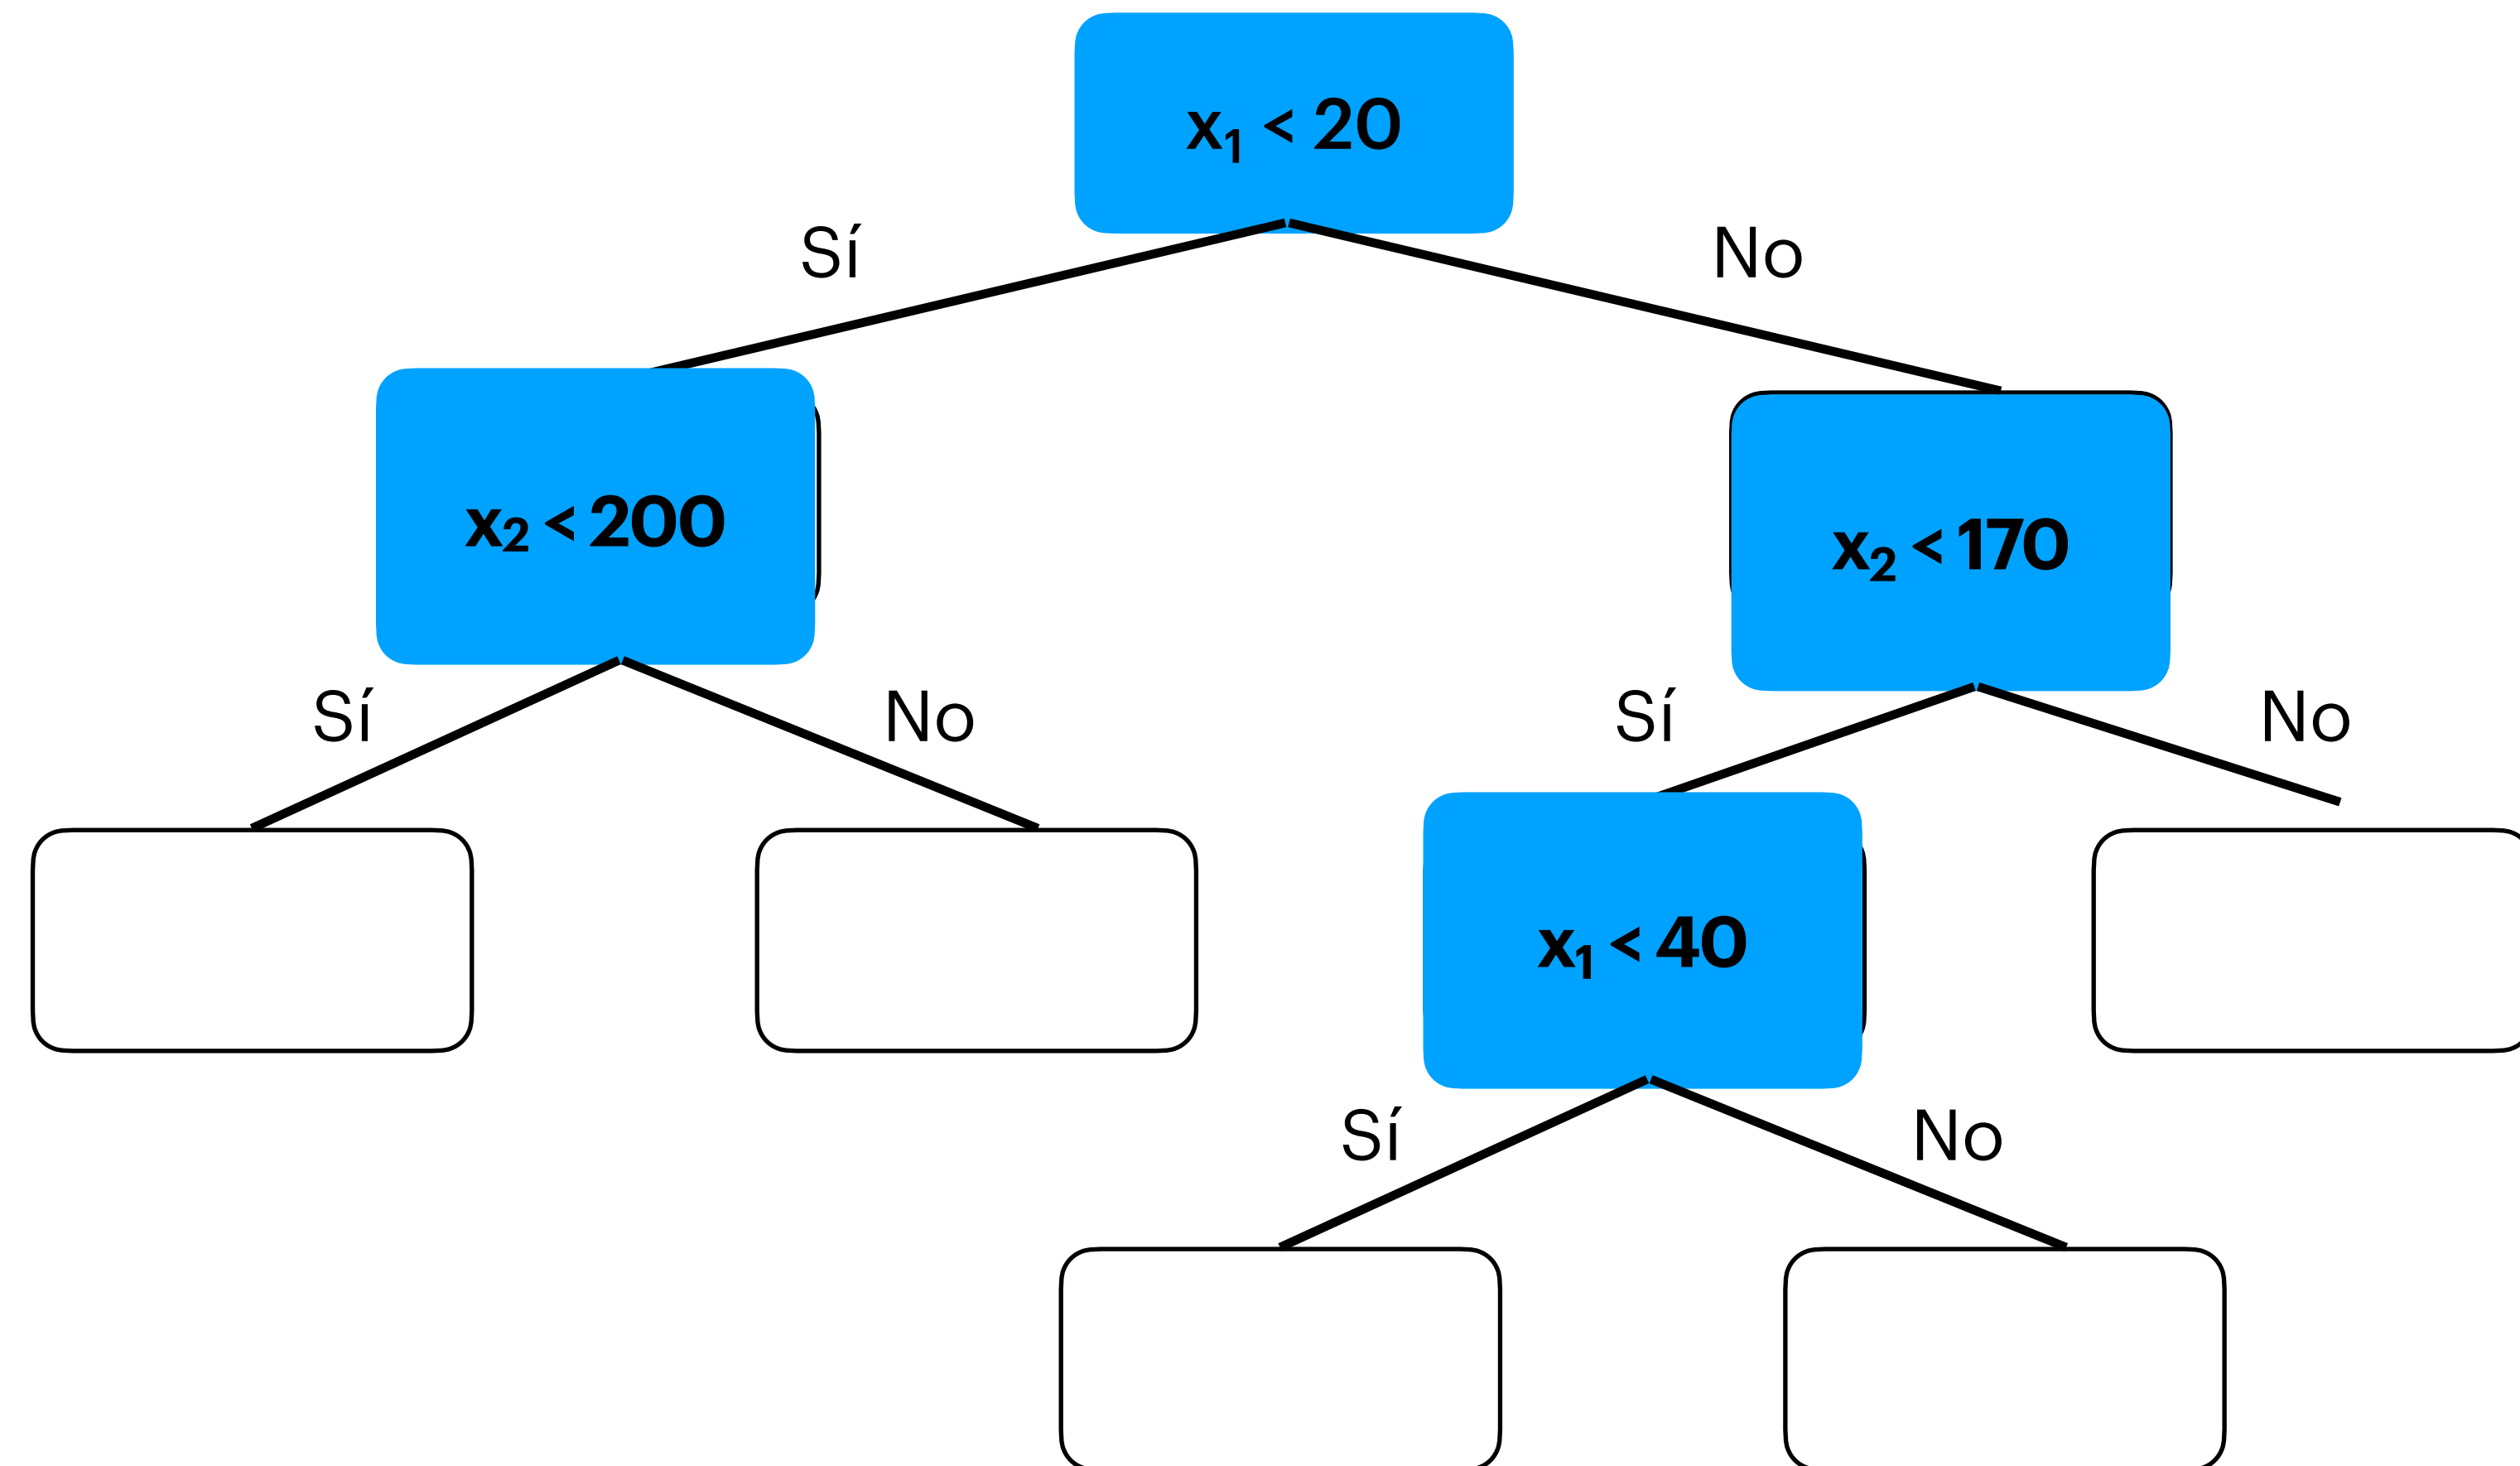 x₁ < 20
Sí
No
x₂ < 200
x₂ < 170
Sí
No
Sí
No
x₁ < 40
Sí
No